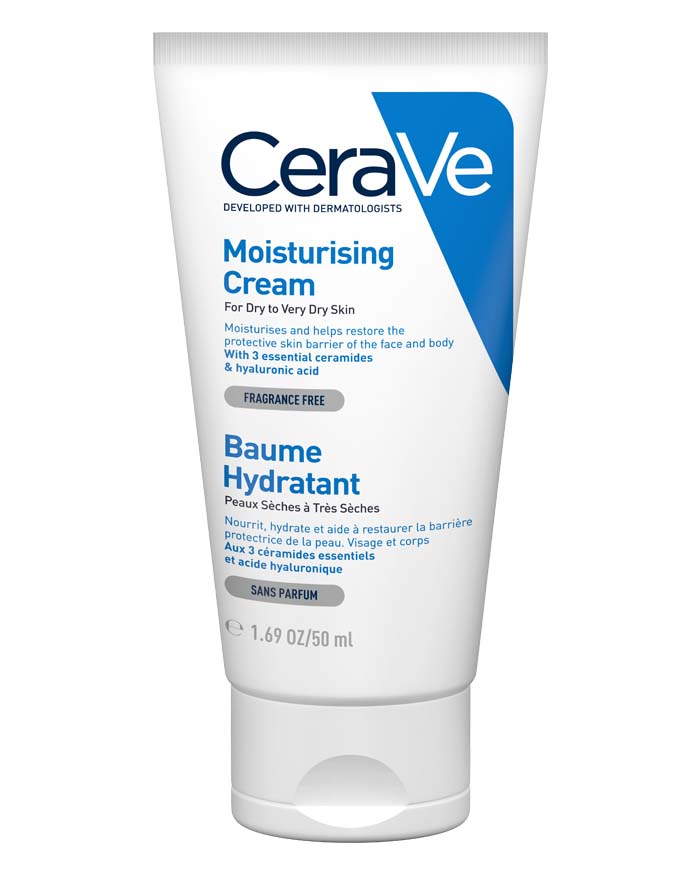 CeraVe
DEVELOPED WITH DERMATOLOGISTS
Moisturising
Cream
For Dry to Very Dry Skin
Moisturises and helps restore the
protective skin barrier of the face and body
With 3 essential ceramides
& hyaluronic acid
FRAGRANCE FREE
Baume
Hydratant
Peaux Sèches à Très Sèches
Nourrit, hydrate et aide à restaurer la barrière
protectrice de la peau. Visage et corps
Aux 3 céramides essentiels
et acide hyaluronique
SANS PARFUM
℮ 1.69 OZ/50 ml